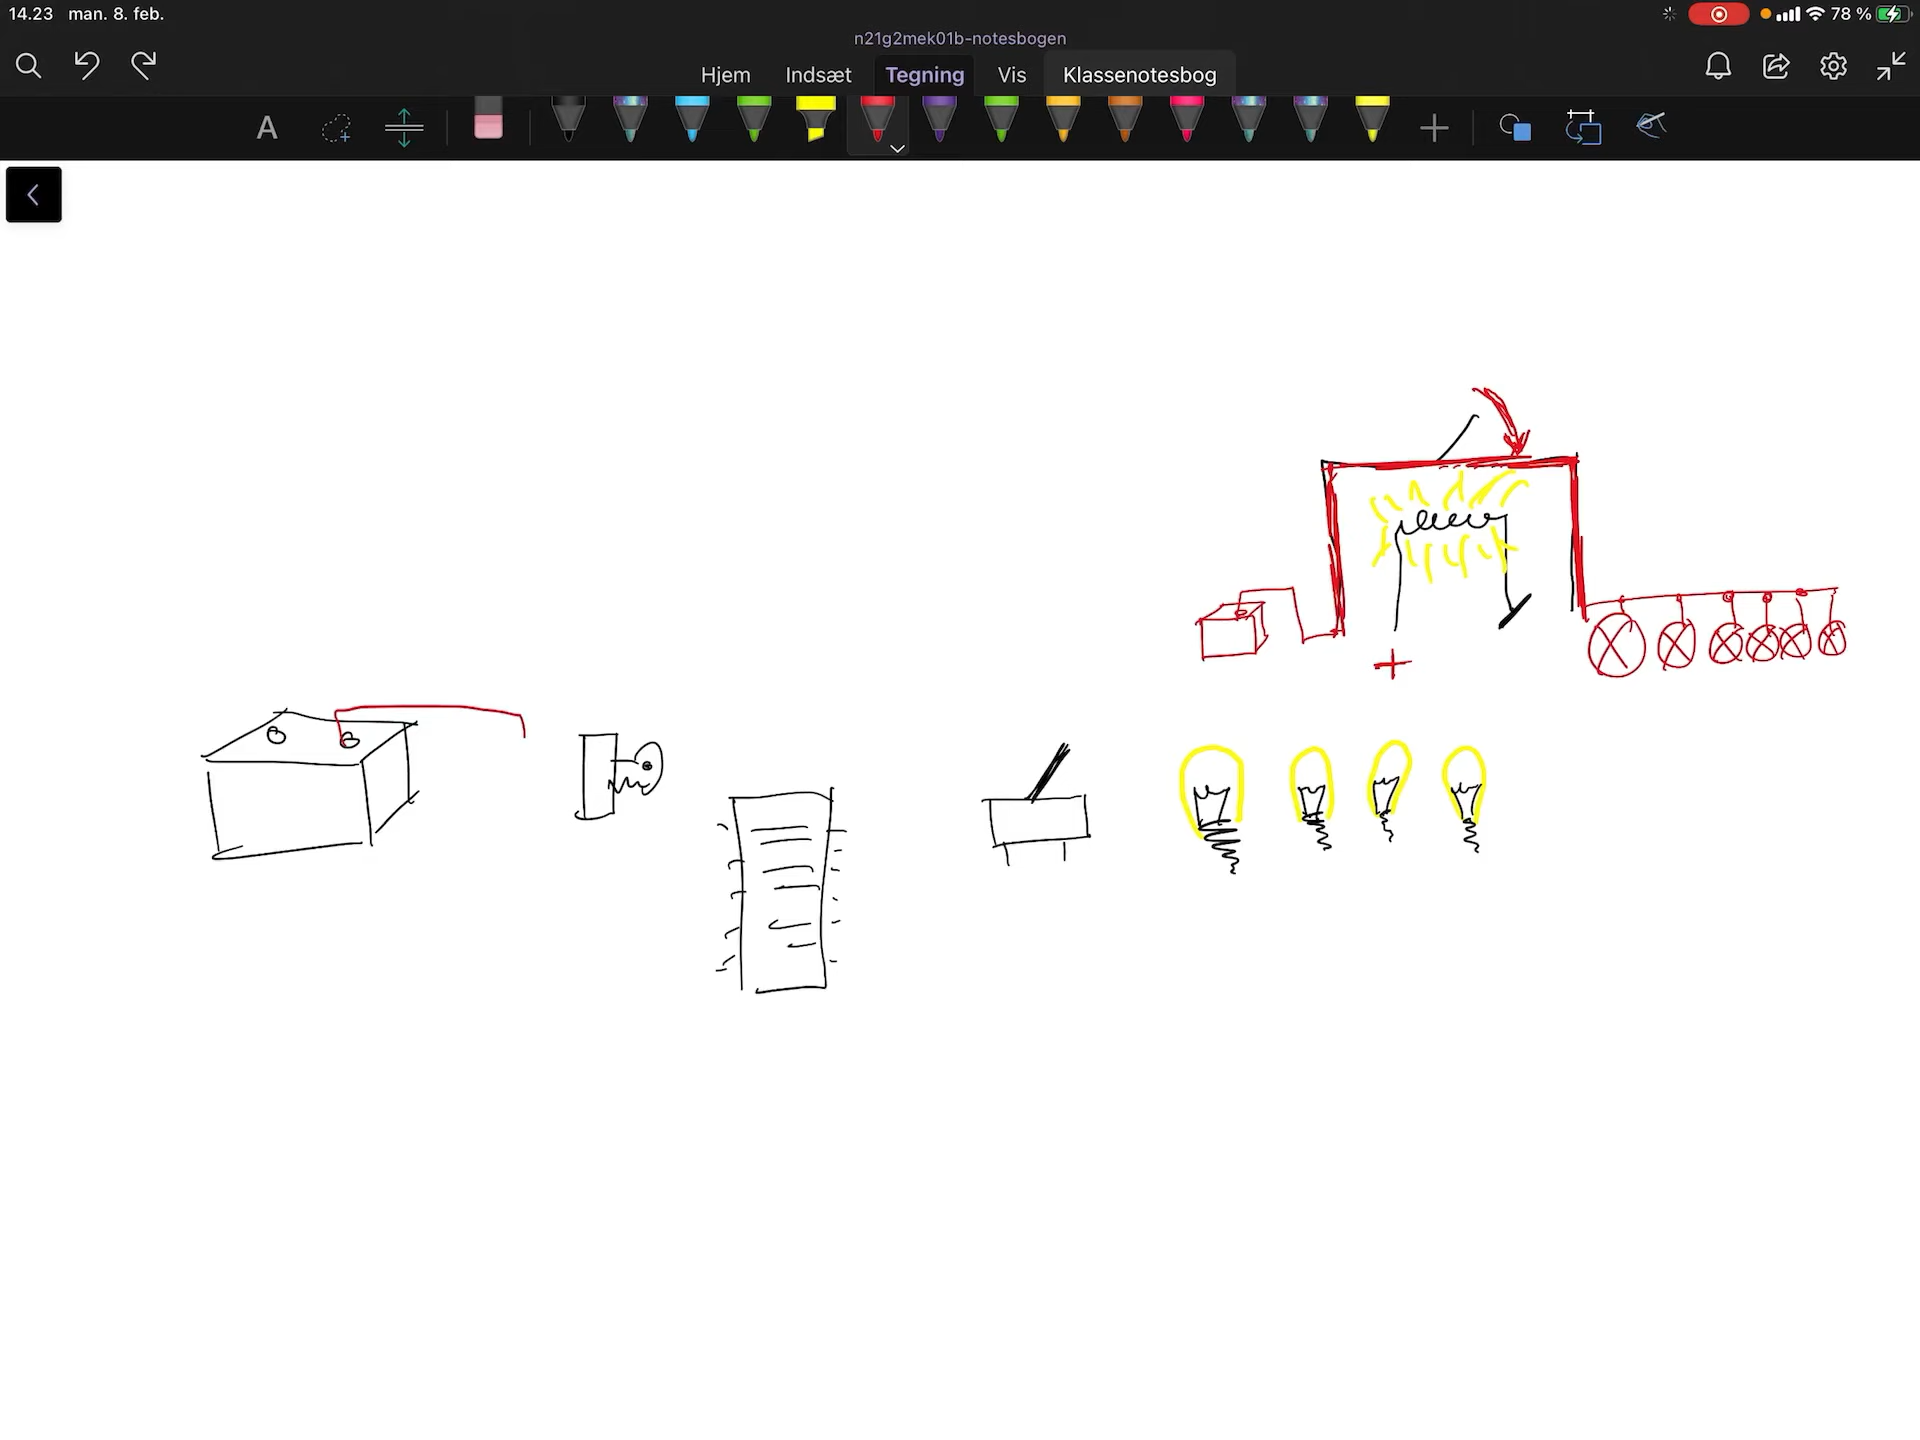 14.23 man. 8. feb. 78 %
n21g2mek01b-notesbogen
Hjem Indsæt Tegning Vis Klassenotesbog
A
+